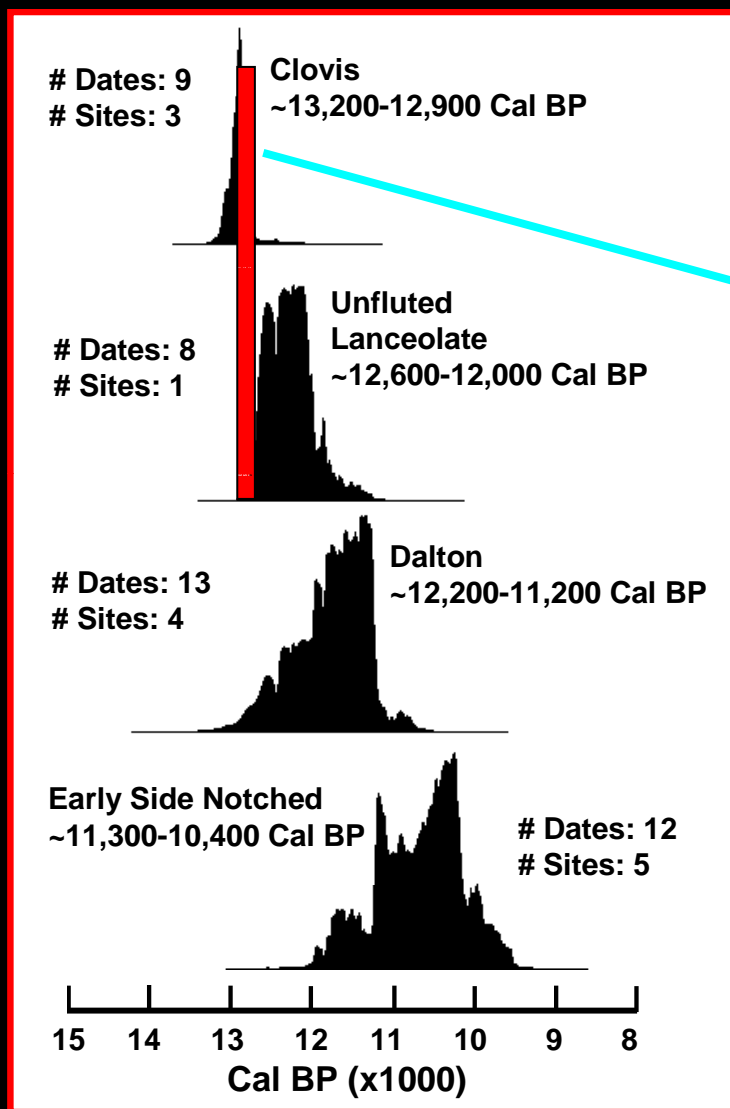 # Dates: 9
# Sites: 3
Clovis
~13,200-12,900 Cal BP
# Dates: 8
# Sites: 1
Unfluted
Lanceolate
~12,600-12,000 Cal BP
# Dates: 13
# Sites: 4
Dalton
~12,200-11,200 Cal BP
Early Side Notched
~11,300-10,400 Cal BP
# Dates: 12
# Sites: 5
15 14 13 12 11 10 9 8
Cal BP (x1000)